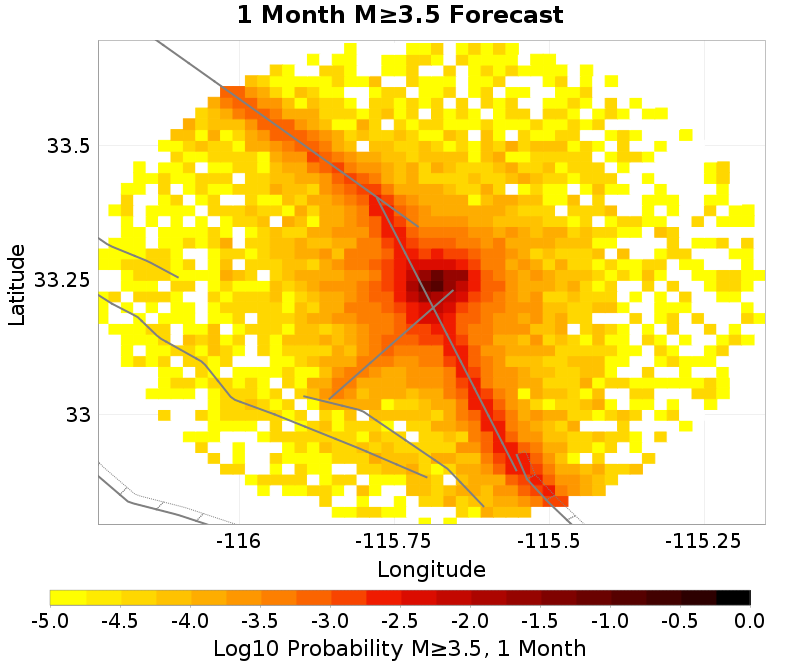 1 Month M≥3.5 Forecast
33.5
33.25
33
Latitude
-116 -115.75 -115.5 -115.25
Longitude
-5.0 -4.5 -4.0 -3.5 -3.0 -2.5 -2.0 -1.5 -1.0 -0.5 0.0
Log10 Probability M≥3.5, 1 Month